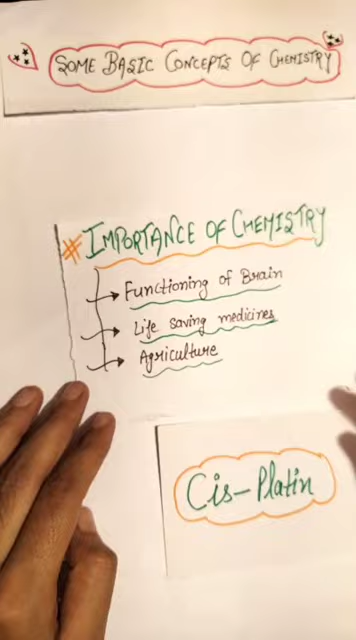 SOME BASIC CONCEPTS OF CHEMISTRY
# IMPORTANCE OF CHEMISTRY
Functioning of Brain
Life saving medicines
Agriculture
Cis-Platin